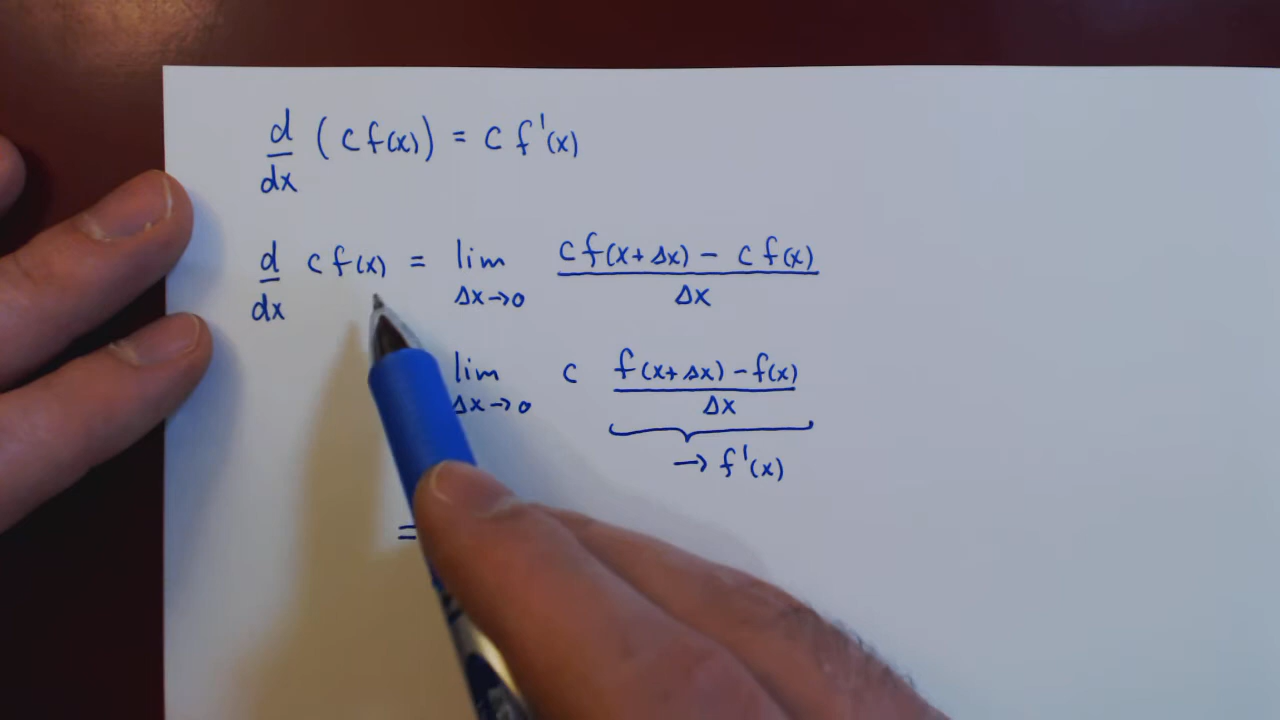 d/dx (c f(x)) = c f'(x)
d/dx c f(x) = lim Δx→0 (c f(x+Δx) − c f(x))/Δx
lim Δx→0 c (f(x+Δx) − f(x))/Δx
→ f'(x)
=